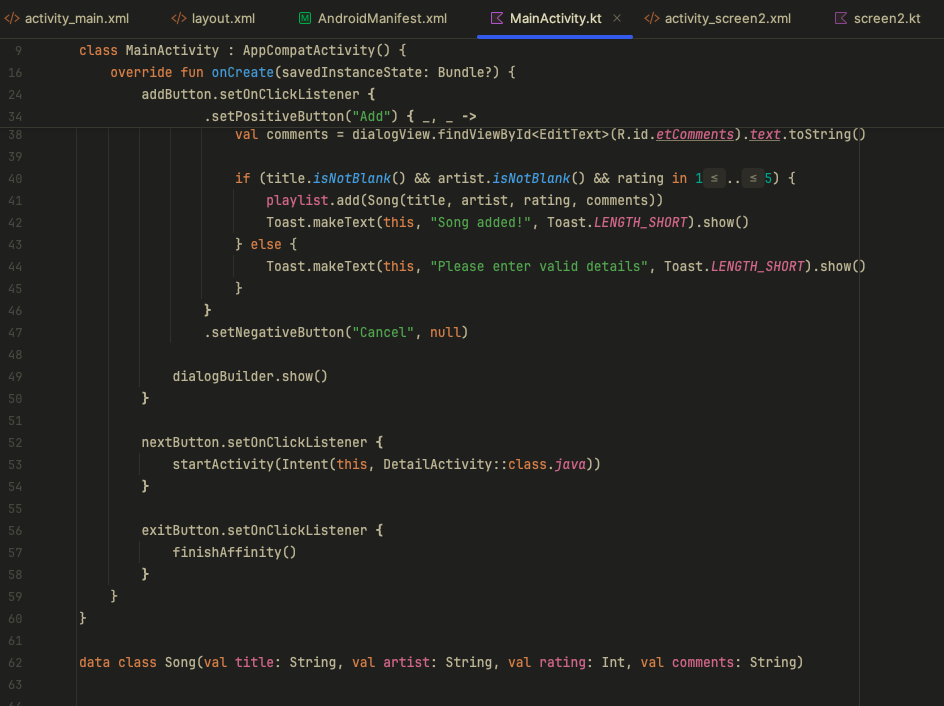 activity_main.xml layout.xml AndroidManifest.xml MainActivity.kt activity_screen2.xml screen2.kt
9 class MainActivity : AppCompatActivity() {
16 override fun onCreate(savedInstanceState: Bundle?) {
24 addButton.setOnClickListener {
34 .setPositiveButton("Add") { _, _ ->
38 val comments = dialogView.findViewById<EditText>(R.id.etComments).text.toString()
39
40 if (title.isNotBlank() && artist.isNotBlank() && rating in 1 ≤ .. ≤ 5) {
41 playlist.add(Song(title, artist, rating, comments))
42 Toast.makeText(this, "Song added!", Toast.LENGTH_SHORT).show()
43 } else {
44 Toast.makeText(this, "Please enter valid details", Toast.LENGTH_SHORT).show()
45 }
46 }
47 .setNegativeButton("Cancel", null)
48
49 dialogBuilder.show()
50 }
51
52 nextButton.setOnClickListener {
53 startActivity(Intent(this, DetailActivity::class.java))
54 }
55
56 exitButton.setOnClickListener {
57 finishAffinity()
58 }
59 }
60 }
61
62 data class Song(val title: String, val artist: String, val rating: Int, val comments: String)
63